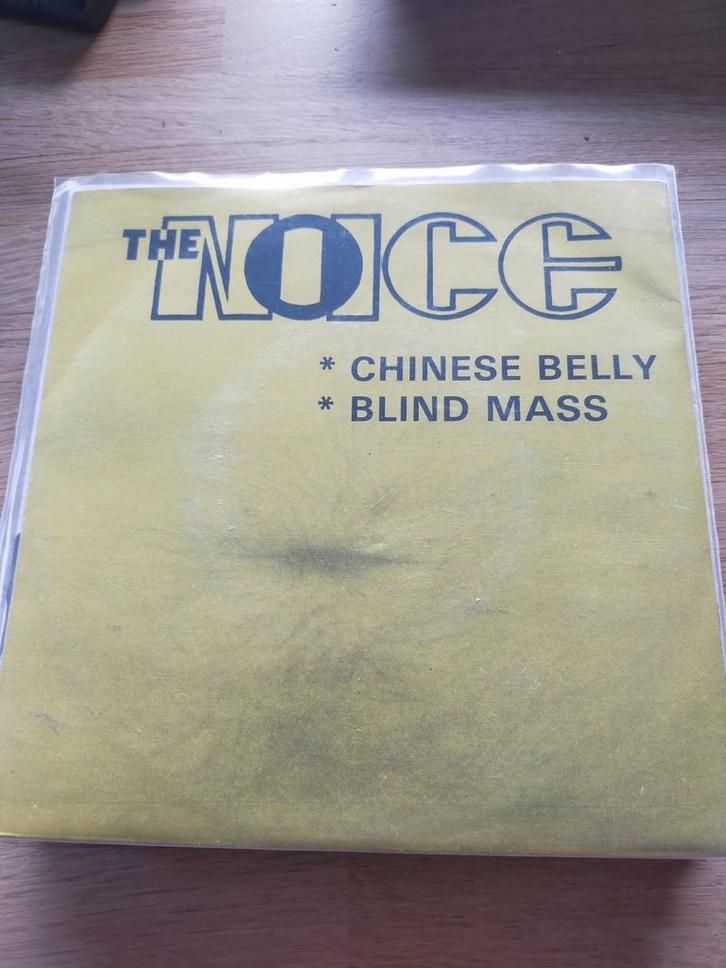 THE NOICE
* CHINESE BELLY
* BLIND MASS